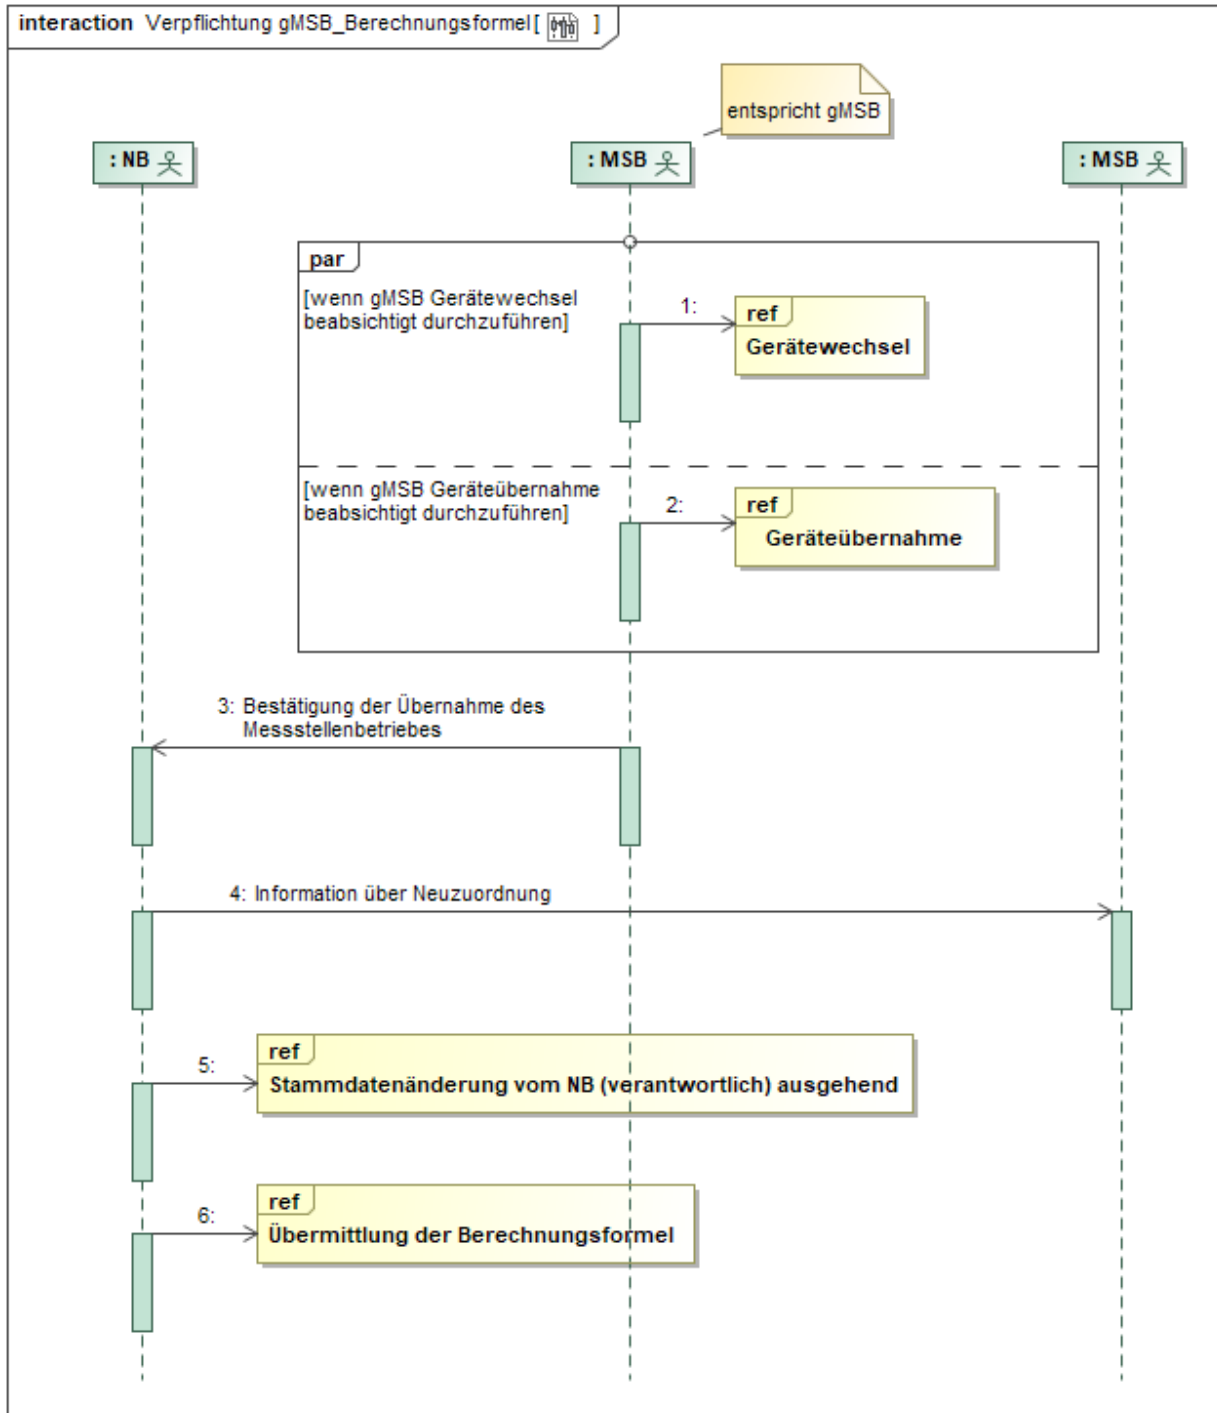 interaction Verpflichtung gMSB_Berechnungsformel[ ]
entspricht gMSB
: NB
: MSB
: MSB
par
[wenn gMSB Gerätewechsel
beabsichtigt durchzuführen]
1:
ref
Gerätewechsel
[wenn gMSB Geräteübernahme
beabsichtigt durchzuführen]
2:
ref
Geräteübernahme
3: Bestätigung der Übernahme des
Messstellenbetriebes
4: Information über Neuzuordnung
5:
ref
Stammdatenänderung vom NB (verantwortlich) ausgehend
6:
ref
Übermittlung der Berechnungsformel